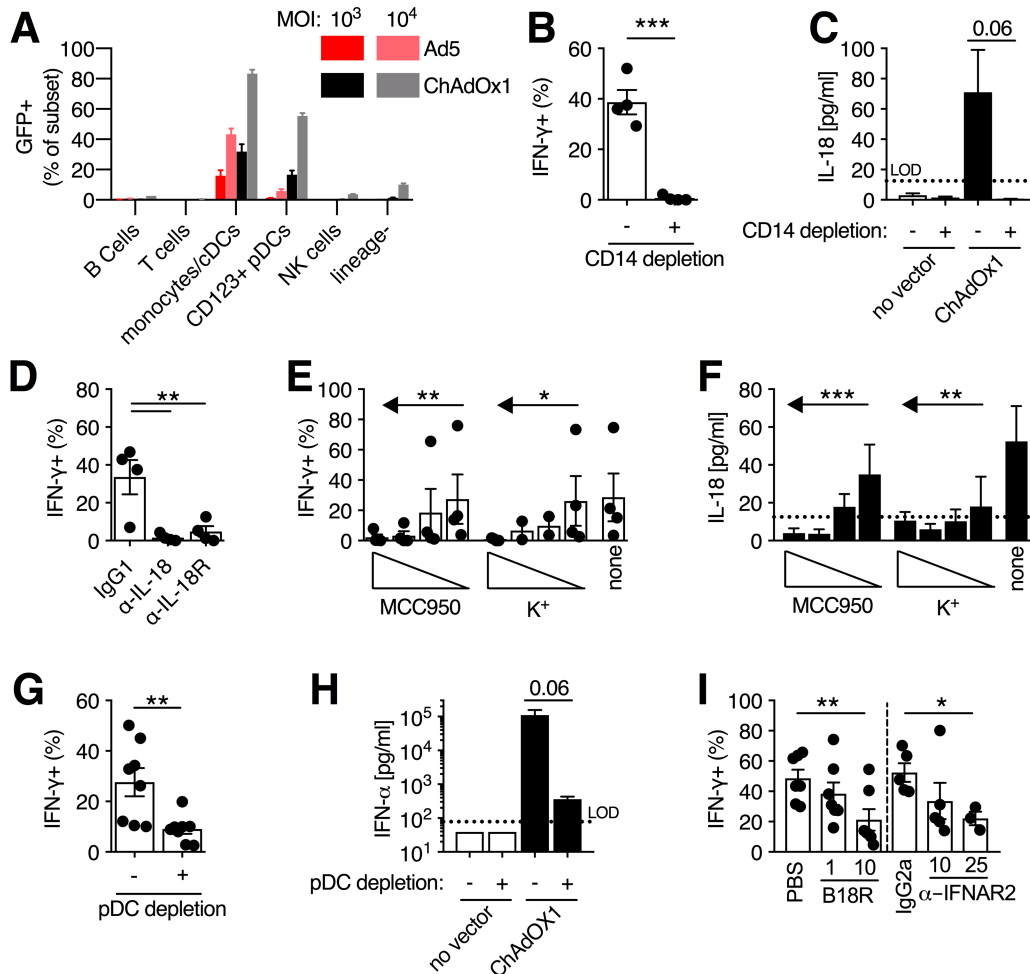 A
MOI: 10³ 10⁴
Ad5
ChAdOx1
GFP+
(% of subset)
100
80
60
40
20
0
B Cells
T cells
monocytes/cDCs
CD123+ pDCs
NK cells
lineage-
B
***
IFN-γ+ (%)
60
40
20
0
- +
CD14 depletion
C
0.06
IL-18 [pg/ml]
100
80
60
40
20
0
LOD
CD14 depletion: - + - +
no vector
ChAdOx1
D
**
IFN-γ+ (%)
80
60
40
20
0
IgG1
α-IL-18
α-IL-18R
E
** *
IFN-γ+ (%)
100
80
60
40
20
0
MCC950 K⁺ none
F
*** **
IL-18 [pg/ml]
80
60
40
20
0
MCC950 K⁺ none
G
**
IFN-γ+ (%)
60
40
20
0
- +
pDC depletion
H
0.06
IFN-α [pg/ml]
10⁵
10⁴
10³
10²
10¹
LOD
pDC depletion: - + - +
no vector
ChAdOX1
I
** *
IFN-γ+ (%)
100
80
60
40
20
0
PBS 1 10 IgG2a 10 25
B18R α-IFNAR2